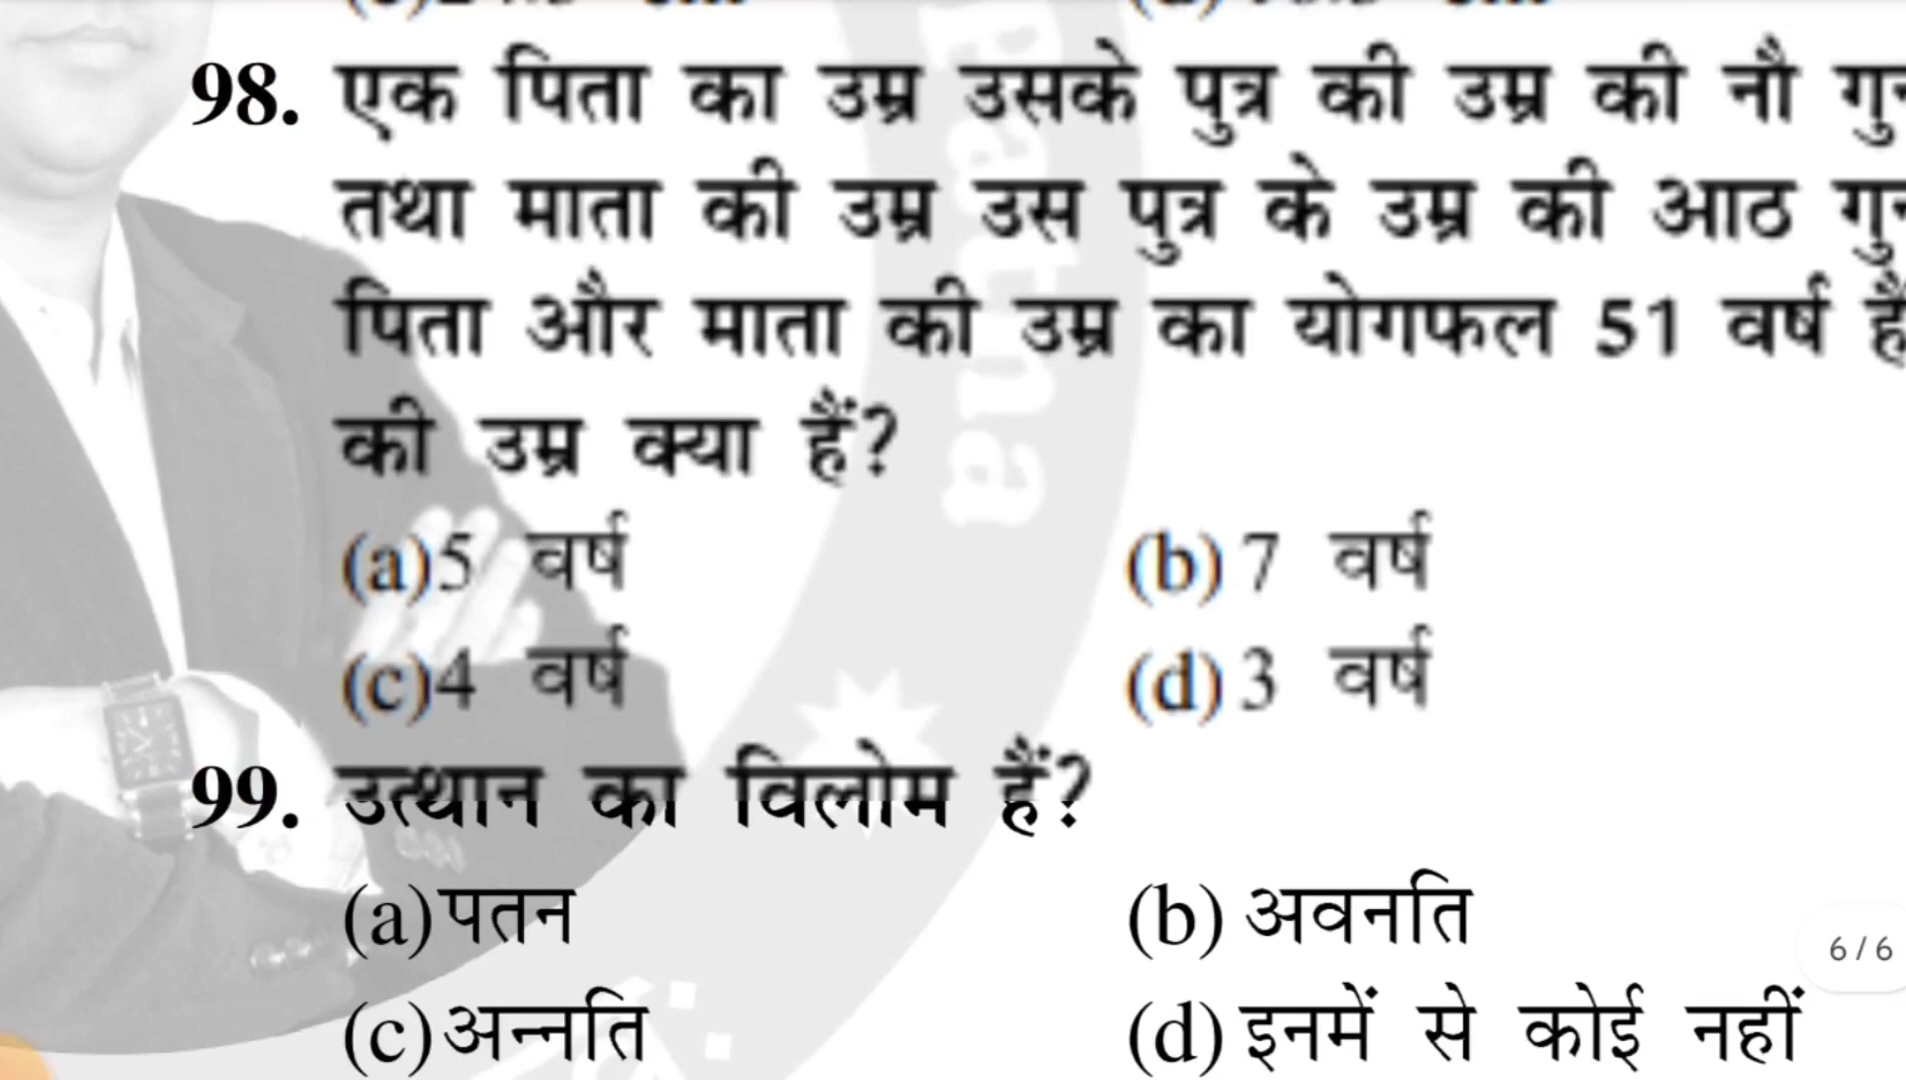 98. एक पिता का उम्र उसके पुत्र की उम्र की नौ
तथा माता की उम्र उस पुत्र के उम्र की आठ
पिता और माता की उम्र का योगफल 51 वर्ष
की उम्र क्या हैं?
(a)5 वर्ष (b) 7 वर्ष
(c)4 वर्ष (d) 3 वर्ष
99. उत्थान का विलोम हैं?
(a)पतन (b) अवनति
(c)अन्नति (d) इनमें से कोई नहीं
6 / 6
Patna